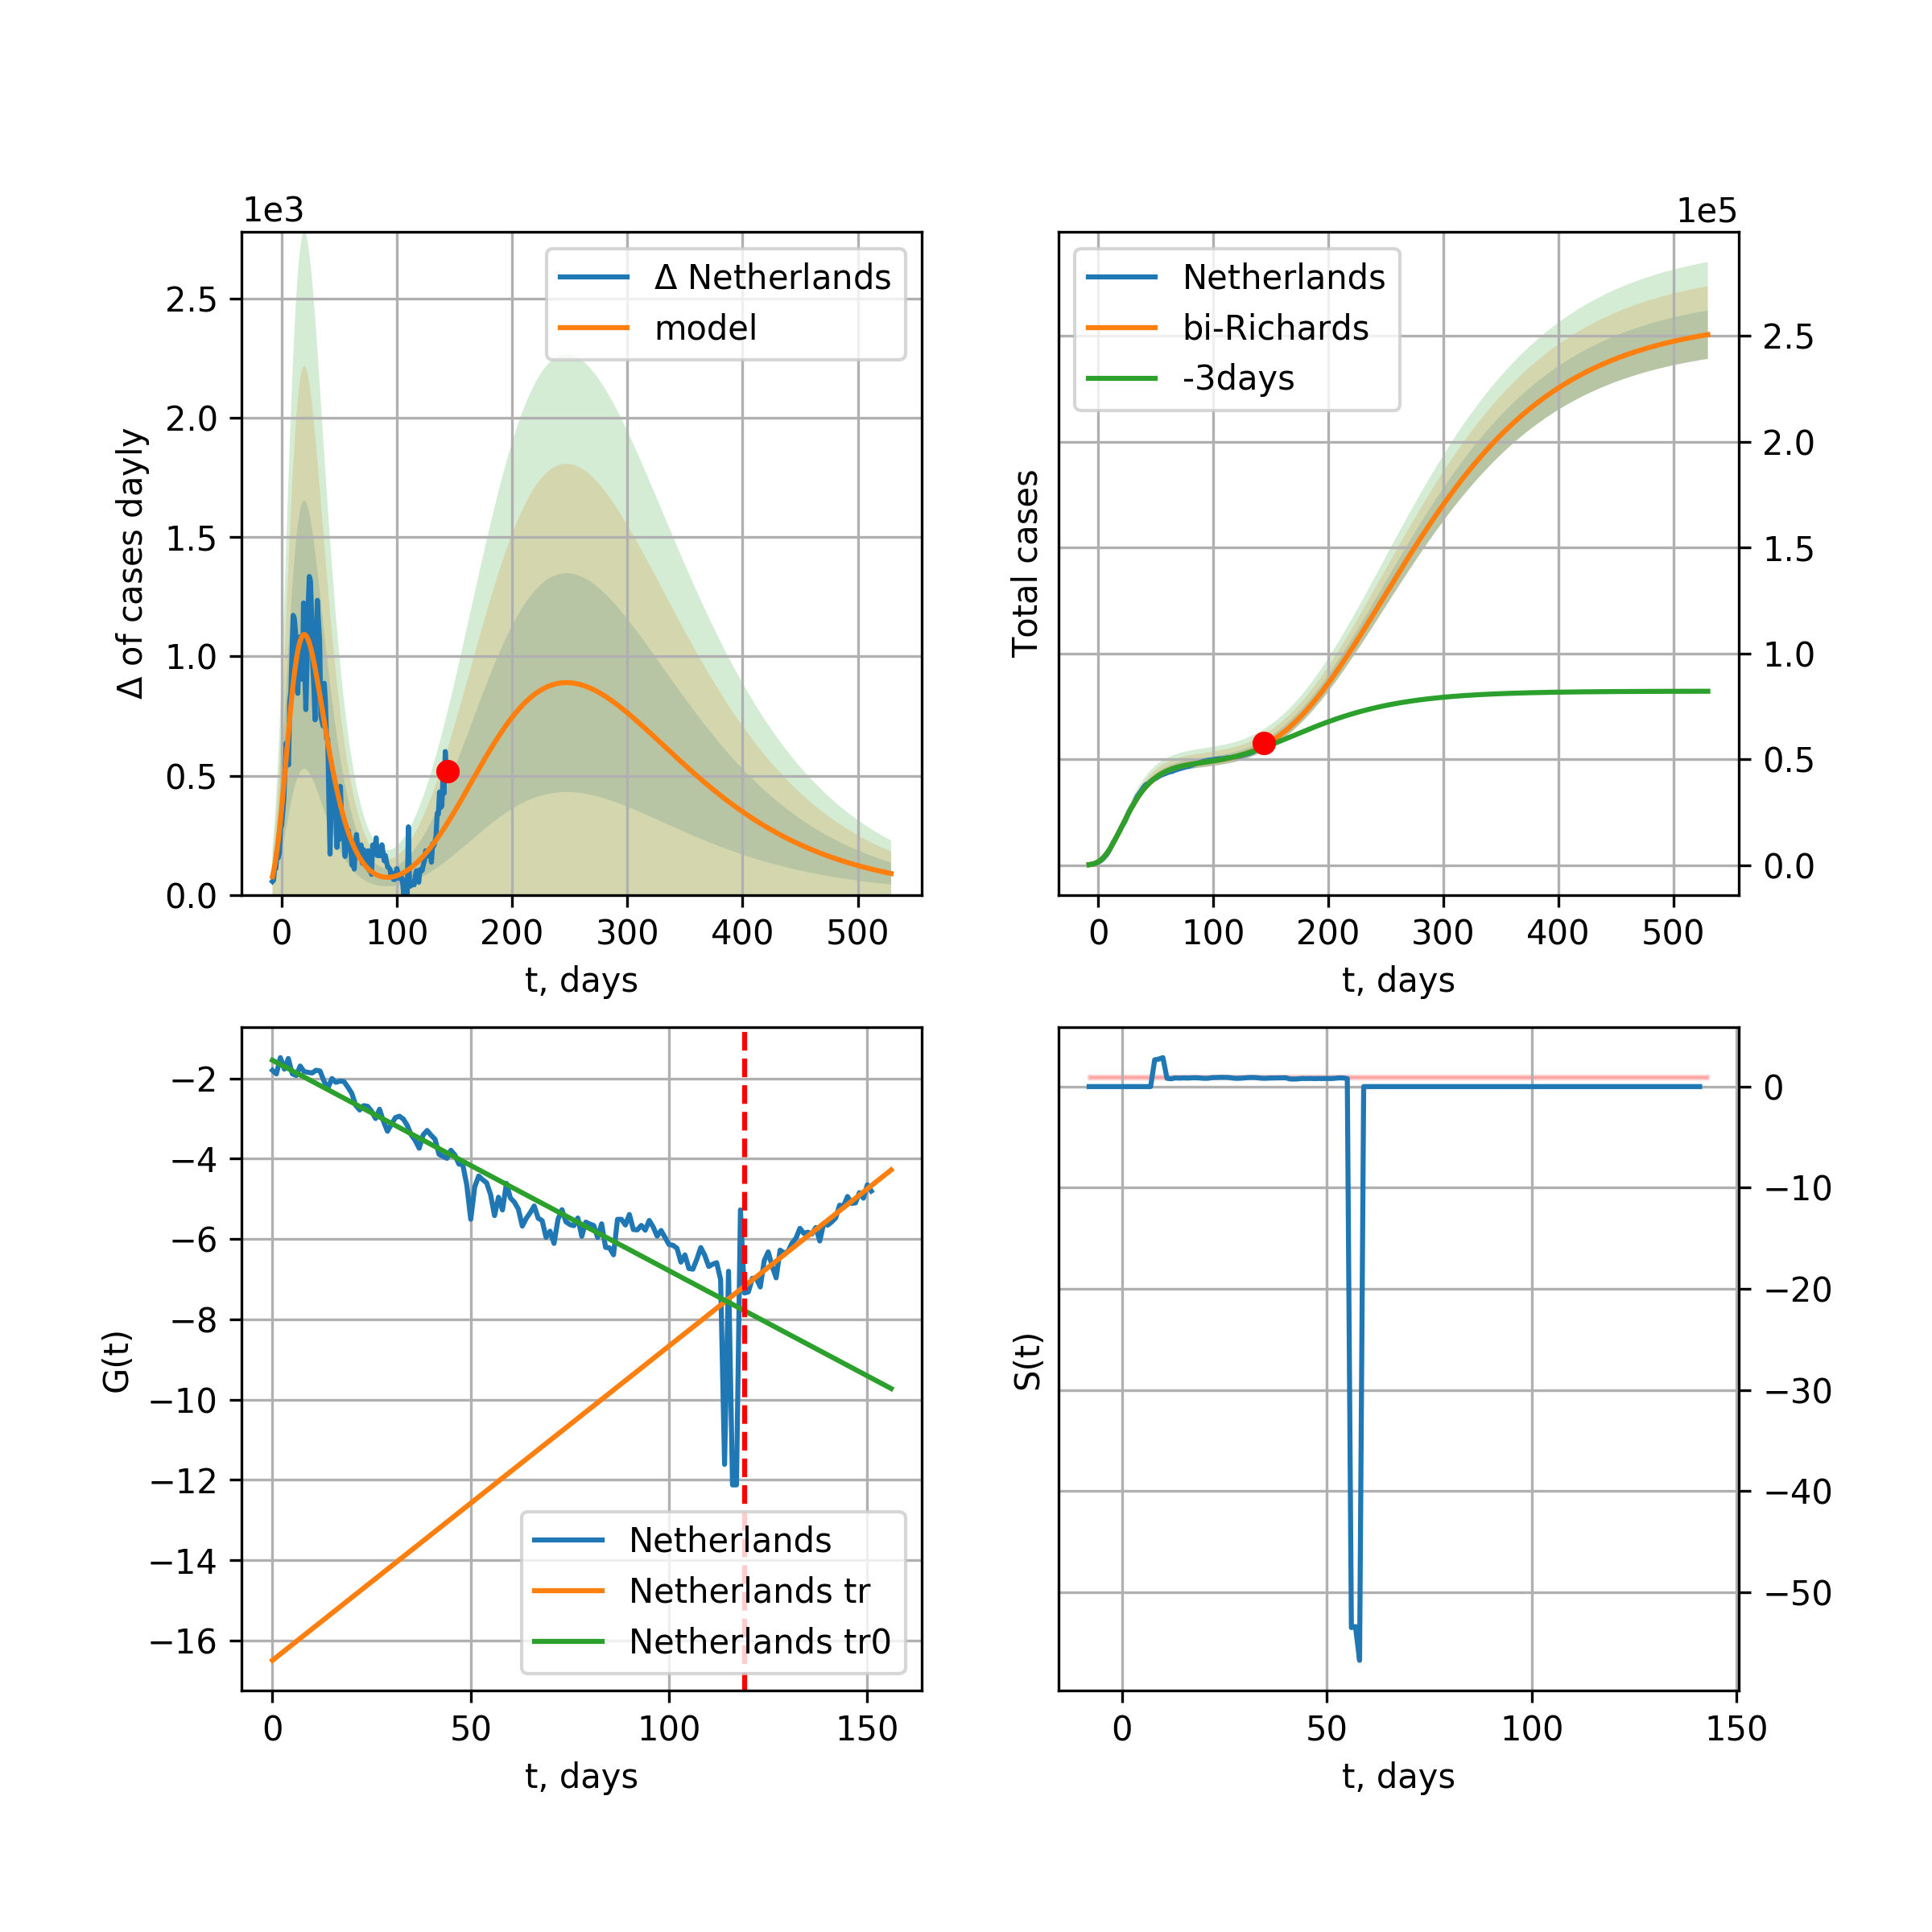 1e3
Δ of cases dayly
2.5
2.0
1.5
1.0
0.5
0.0
Δ Netherlands
model
0 100 200 300 400 500
t, days
1e5
Total cases
Netherlands
bi-Richards
-3days
2.5
2.0
1.5
1.0
0.5
0.0
0 100 200 300 400 500
t, days
G(t)
−2
−4
−6
−8
−10
−12
−14
−16
Netherlands
Netherlands tr
Netherlands tr0
0 50 100 150
t, days
S(t)
0
−10
−20
−30
−40
−50
0 50 100 150
t, days